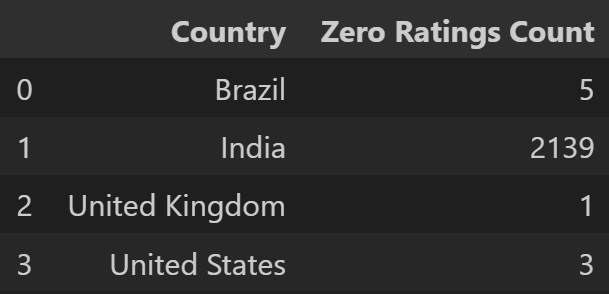 Country Zero Ratings Count
0 Brazil 5
1 India 2139
2 United Kingdom 1
3 United States 3